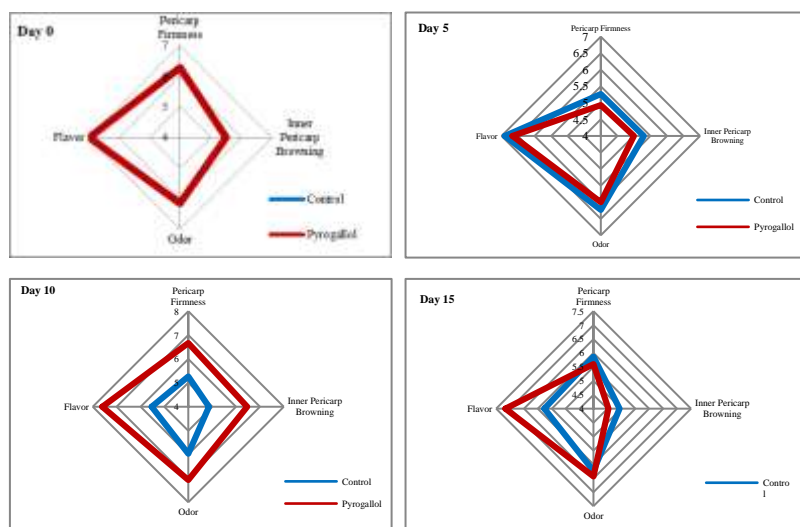 Day 0
Pericarp
Firmness
7
5
4
Flavor
Inner
Pericarp
Browning
Odor
Control
Pyrogallol
Day 5
Pericarp Firmness
7
6.5
6
5.5
5
4.5
4
Flavor
Inner Pericarp
Browning
Odor
Control
Pyrogallol
Day 10
Pericarp
Firmness
8
7
6
5
4
Flavor
Inner Pericarp
Browning
Odor
Control
Pyrogallol
Day 15
Pericarp
Firmness
7.5
7
6.5
6
5.5
5
4.5
4
Flavor
Inner Pericarp
Browning
Odor
Contro
l